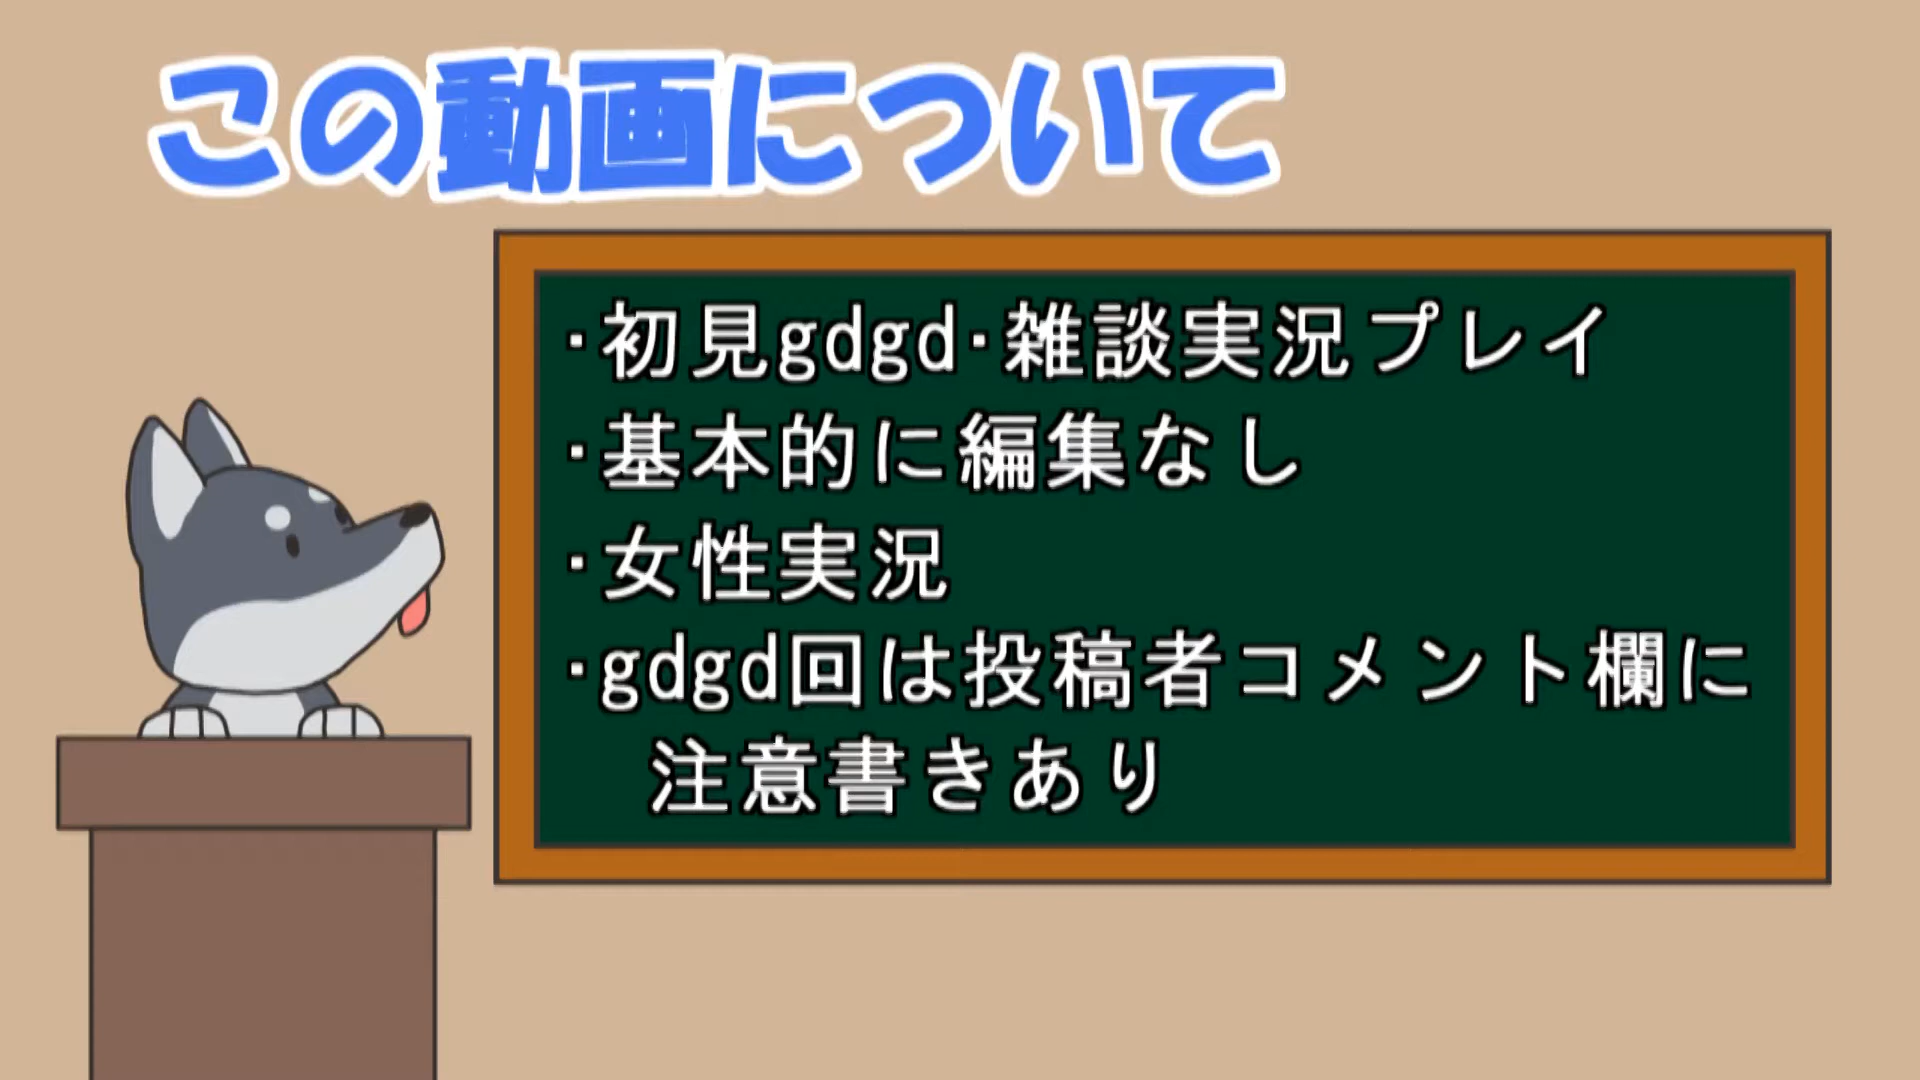 この動画について
・初見gdgd・雑談実況プレイ
・基本的に編集なし
・女性実況
・gdgd回は投稿者コメント欄に
注意書きあり